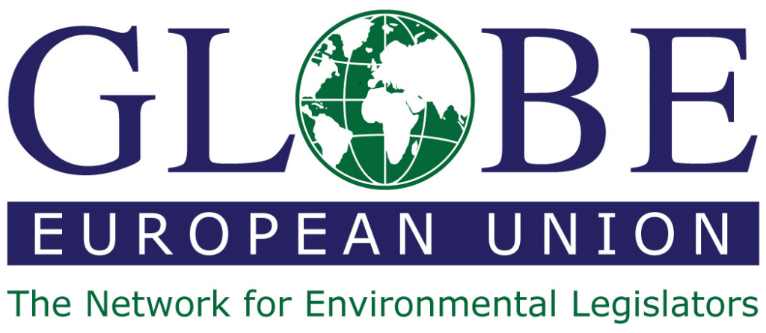 GLOBE
EUROPEAN UNION
The Network for Environmental Legislators